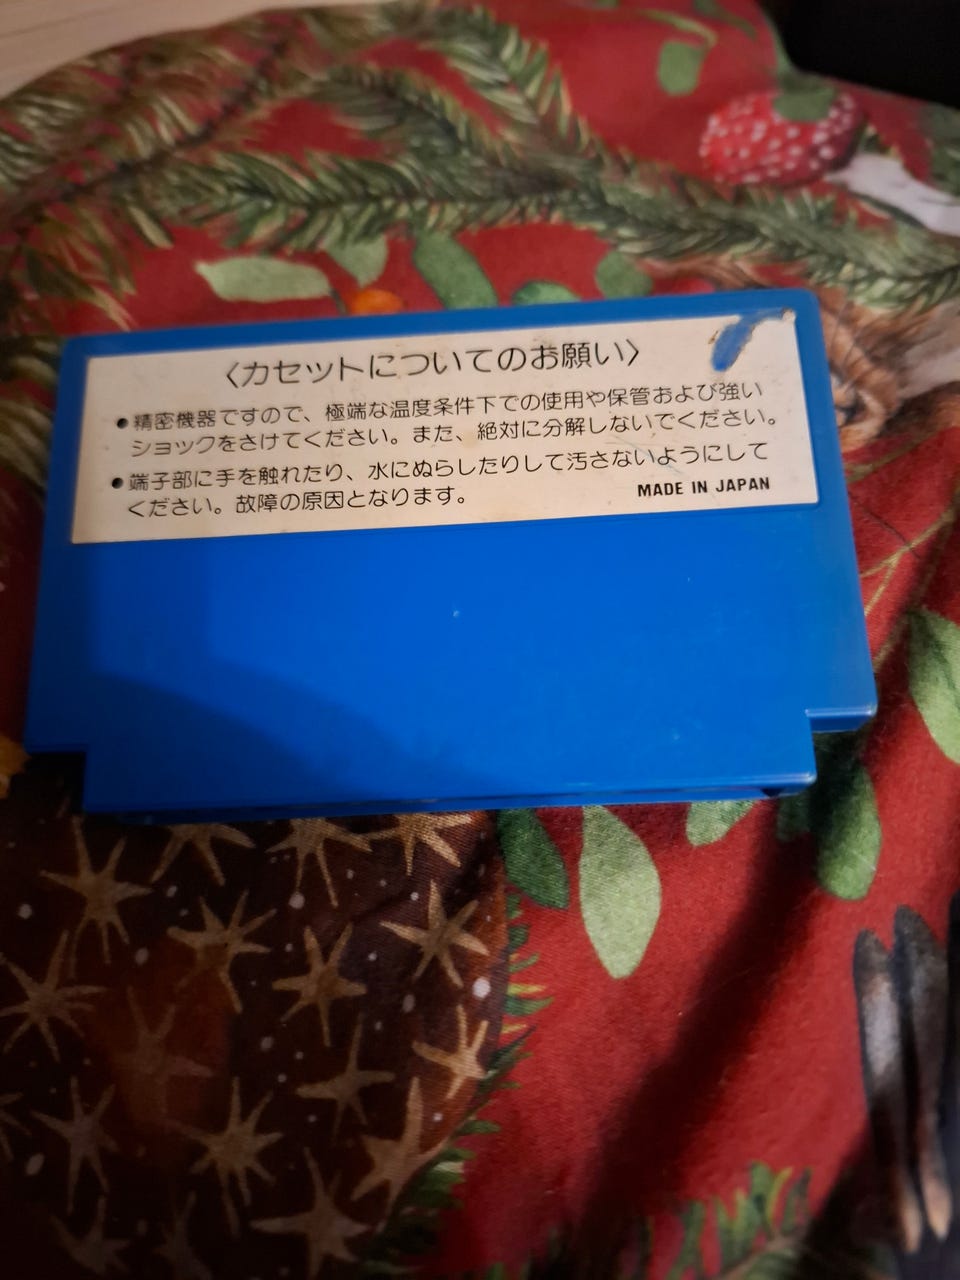 〈カセットについてのお願い〉
●精密機器ですので、極端な温度条件下での使用や保管および強い
ショックをさけてください。また、絶対に分解しないでください。
●端子部に手を触れたり、水にぬらしたりして汚さないようにして
ください。故障の原因となります。
MADE IN JAPAN